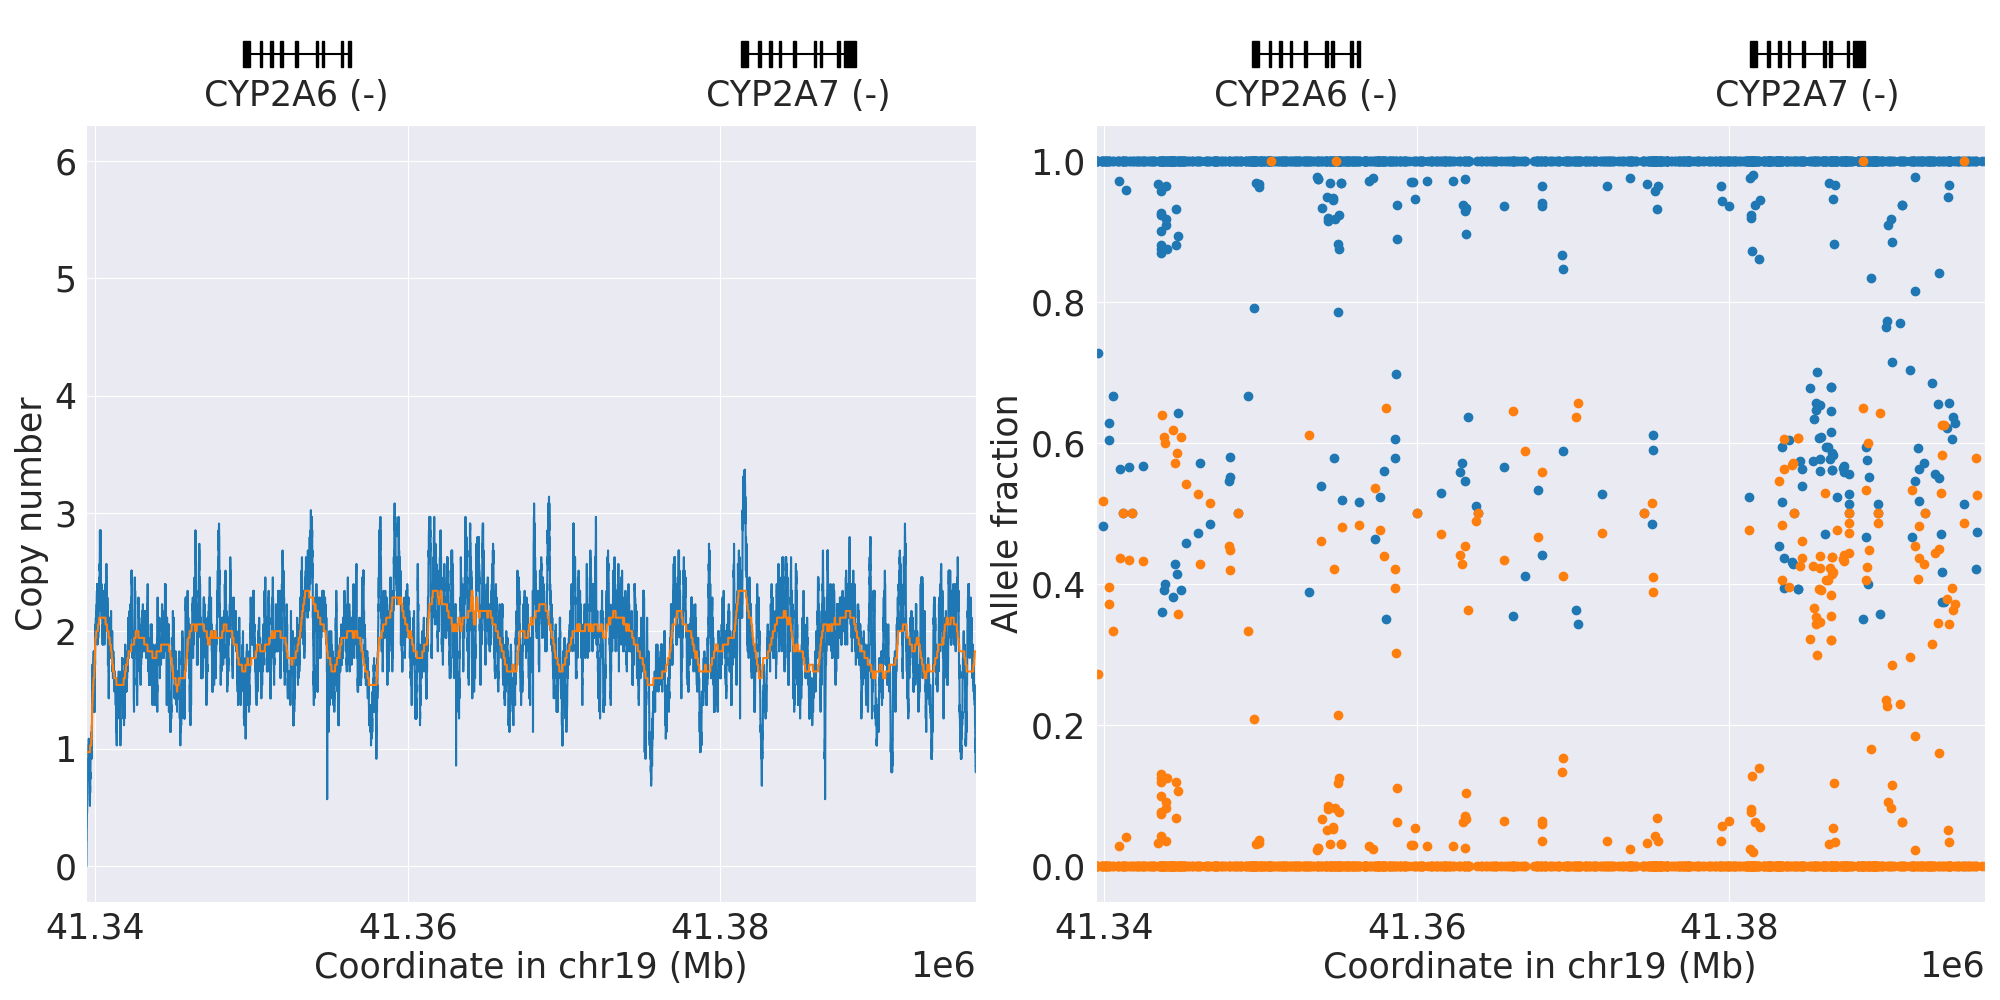 CYP2A6 (-)
CYP2A7 (-)
CYP2A6 (-)
CYP2A7 (-)
6
5
4
3
2
1
0
Copy number
41.34
41.36
41.38
Coordinate in chr19 (Mb)
1e6
1.0
0.8
0.6
0.4
0.2
0.0
Allele fraction
41.34
41.36
41.38
Coordinate in chr19 (Mb)
1e6